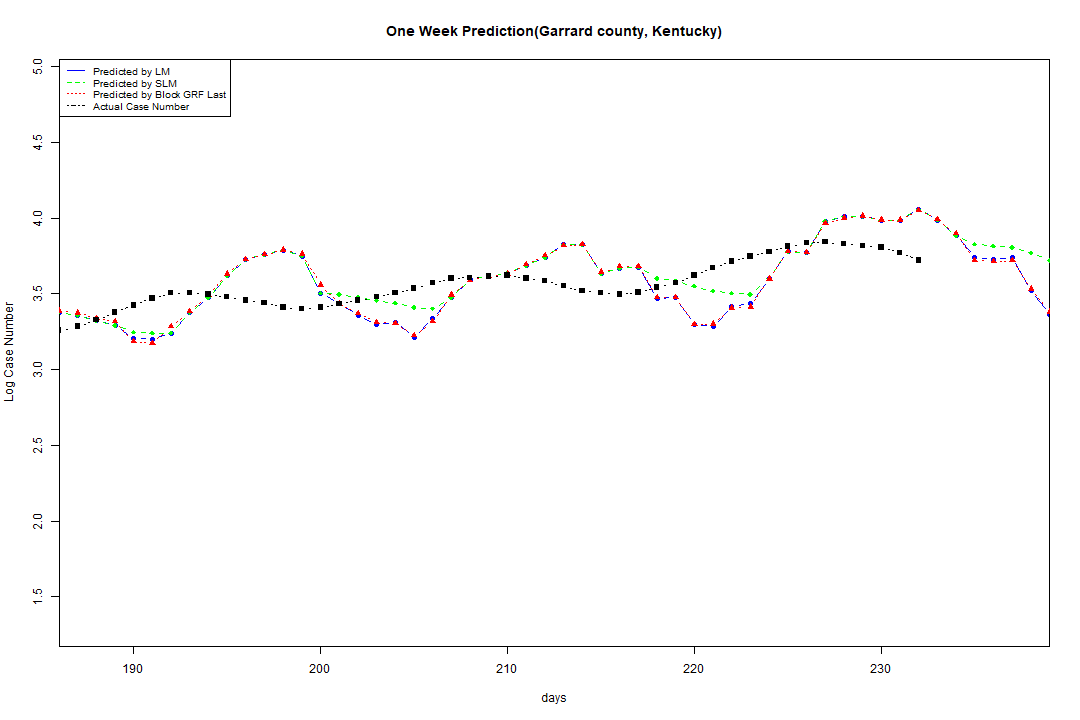 One Week Prediction(Garrard county, Kentucky)
Predicted by LM
Predicted by SLM
Predicted by Block GRF Last
Actual Case Number
Log Case Number
5.0
4.5
4.0
3.5
3.0
2.5
2.0
1.5
190 200 210 220 230
days